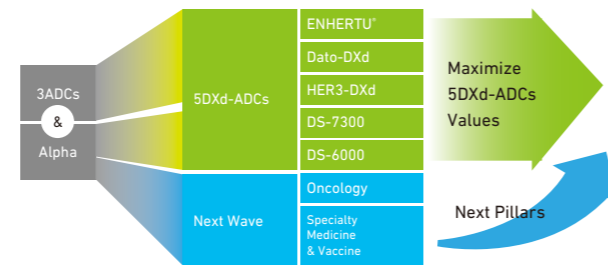 3ADCs
&
Alpha
5DXd-ADCs
ENHERTU®
Dato-DXd
HER3-DXd
DS-7300
DS-6000
Maximize
5DXd-ADCs
Values
Next Wave
Oncology
Specialty
Medicine
& Vaccine
Next Pillars